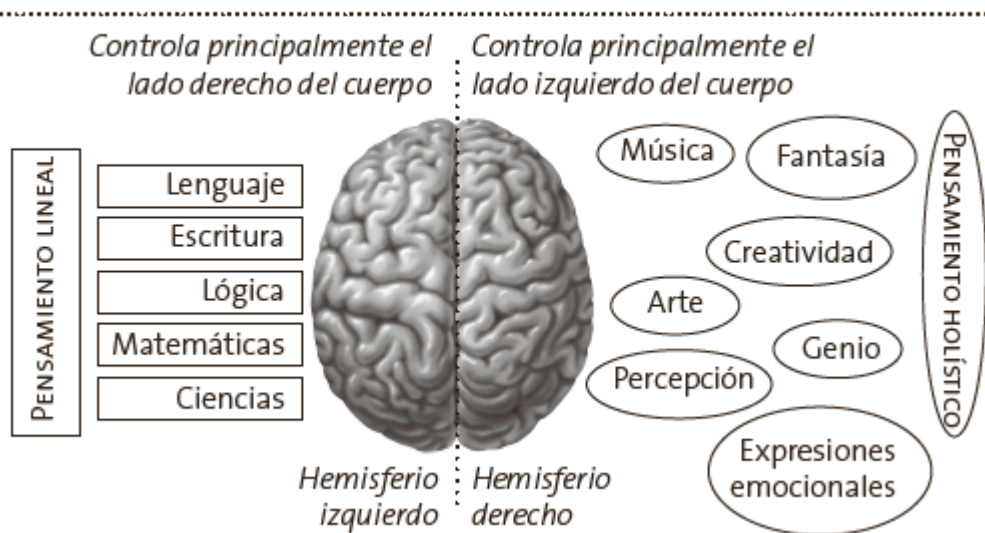 Controla principalmente el
lado derecho del cuerpo
Controla principalmente el
lado izquierdo del cuerpo
PENSAMIENTO LINEAL
Lenguaje
Escritura
Lógica
Matemáticas
Ciencias
Música
Fantasía
Creatividad
Arte
Genio
Percepción
Expresiones
emocionales
PENSAMIENTO HOLÍSTICO
Hemisferio
izquierdo
Hemisferio
derecho